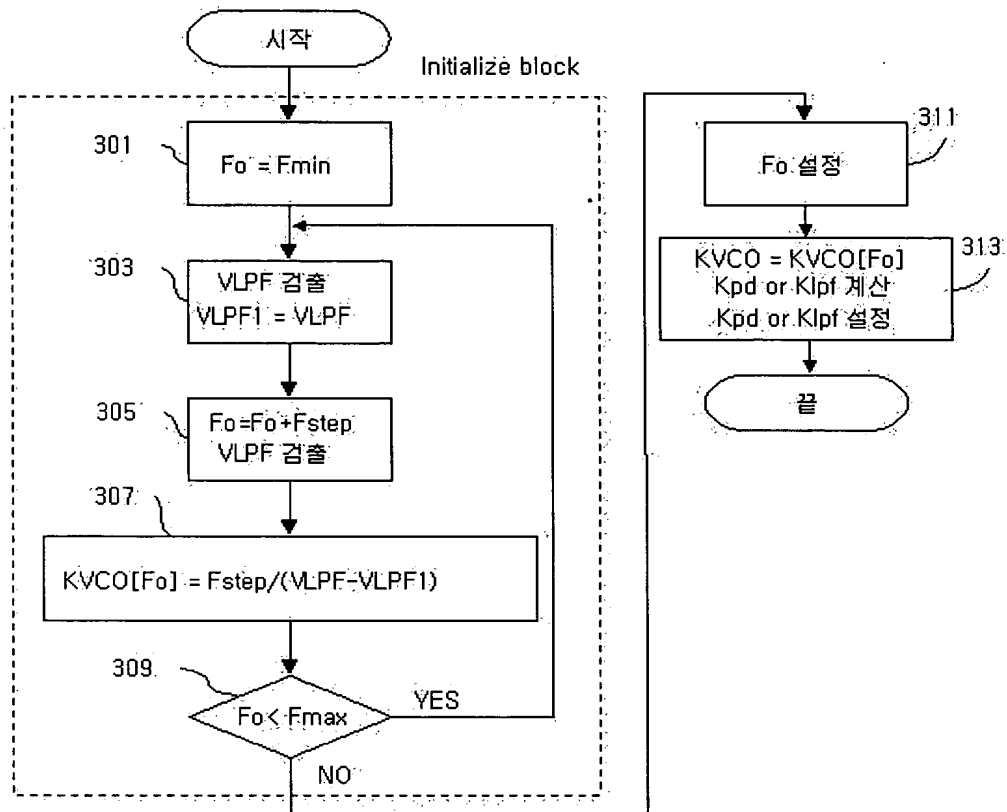 시작
Initialize block
301
Fo = Fmin
303
VLPF 검출
VLPF1 = VLPF
305
Fo=Fo+Fstep
VLPF 검출
307
KVCO[Fo] = Fstep/(VLPF-VLPF1)
309
Fo< Fmax
YES
NO
311
Fo 설정
313
KVCO = KVCO[Fo]
Kpd or Klpf 계산
Kpd or Klpf 설정
끝